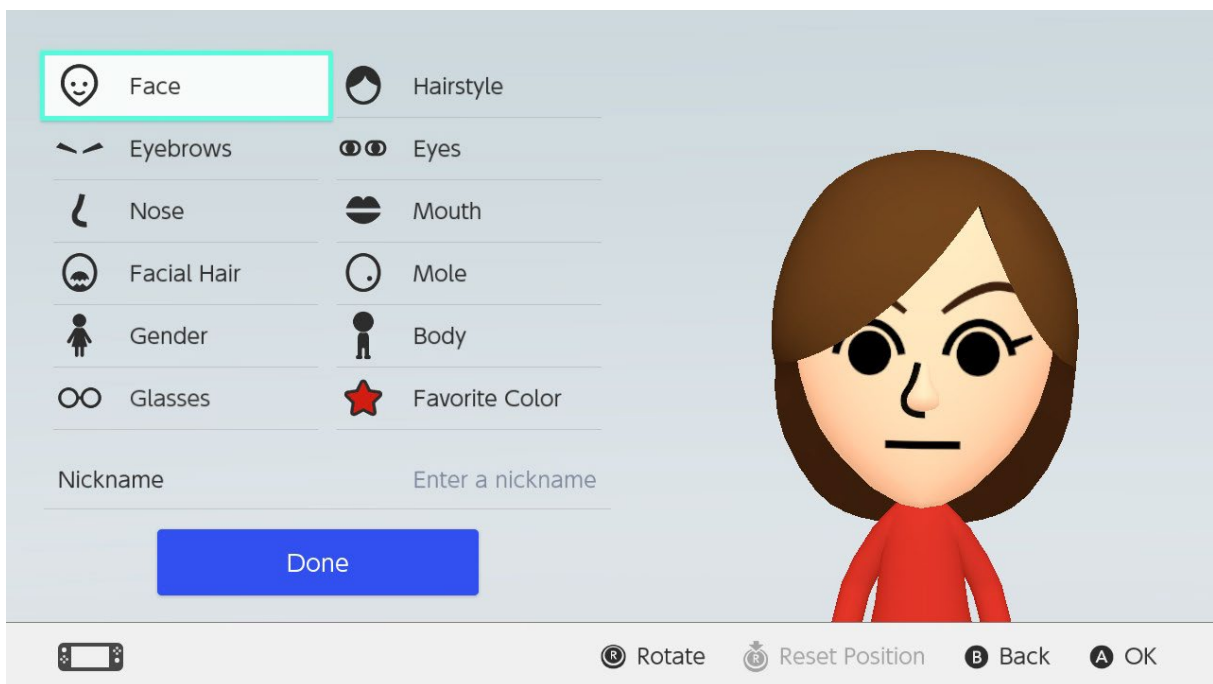 Face
Hairstyle
Eyebrows
Eyes
Nose
Mouth
Facial Hair
Mole
Gender
Body
Glasses
Favorite Color
Nickname
Enter a nickname
Done
R Rotate
R Reset Position
B Back
A OK